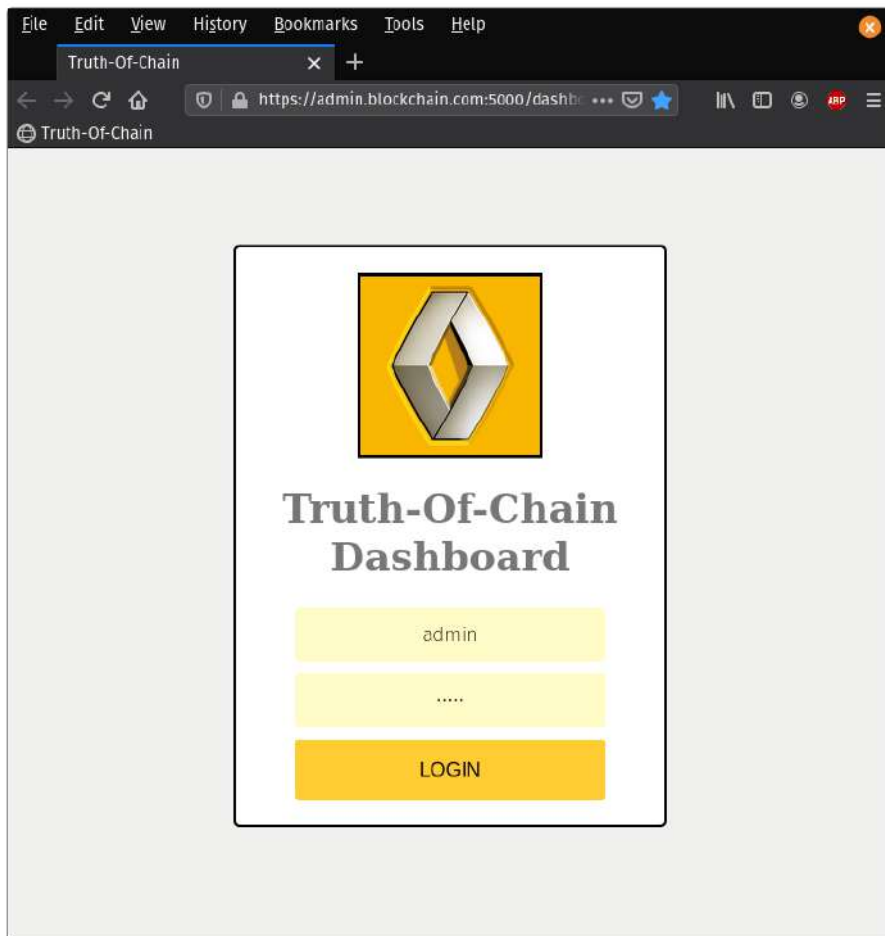 File Edit View History Bookmarks Tools Help
Truth-Of-Chain
https://admin.blockchain.com:5000/dashb
ABP
Truth-Of-Chain
Truth-Of-Chain
Dashboard
admin
LOGIN